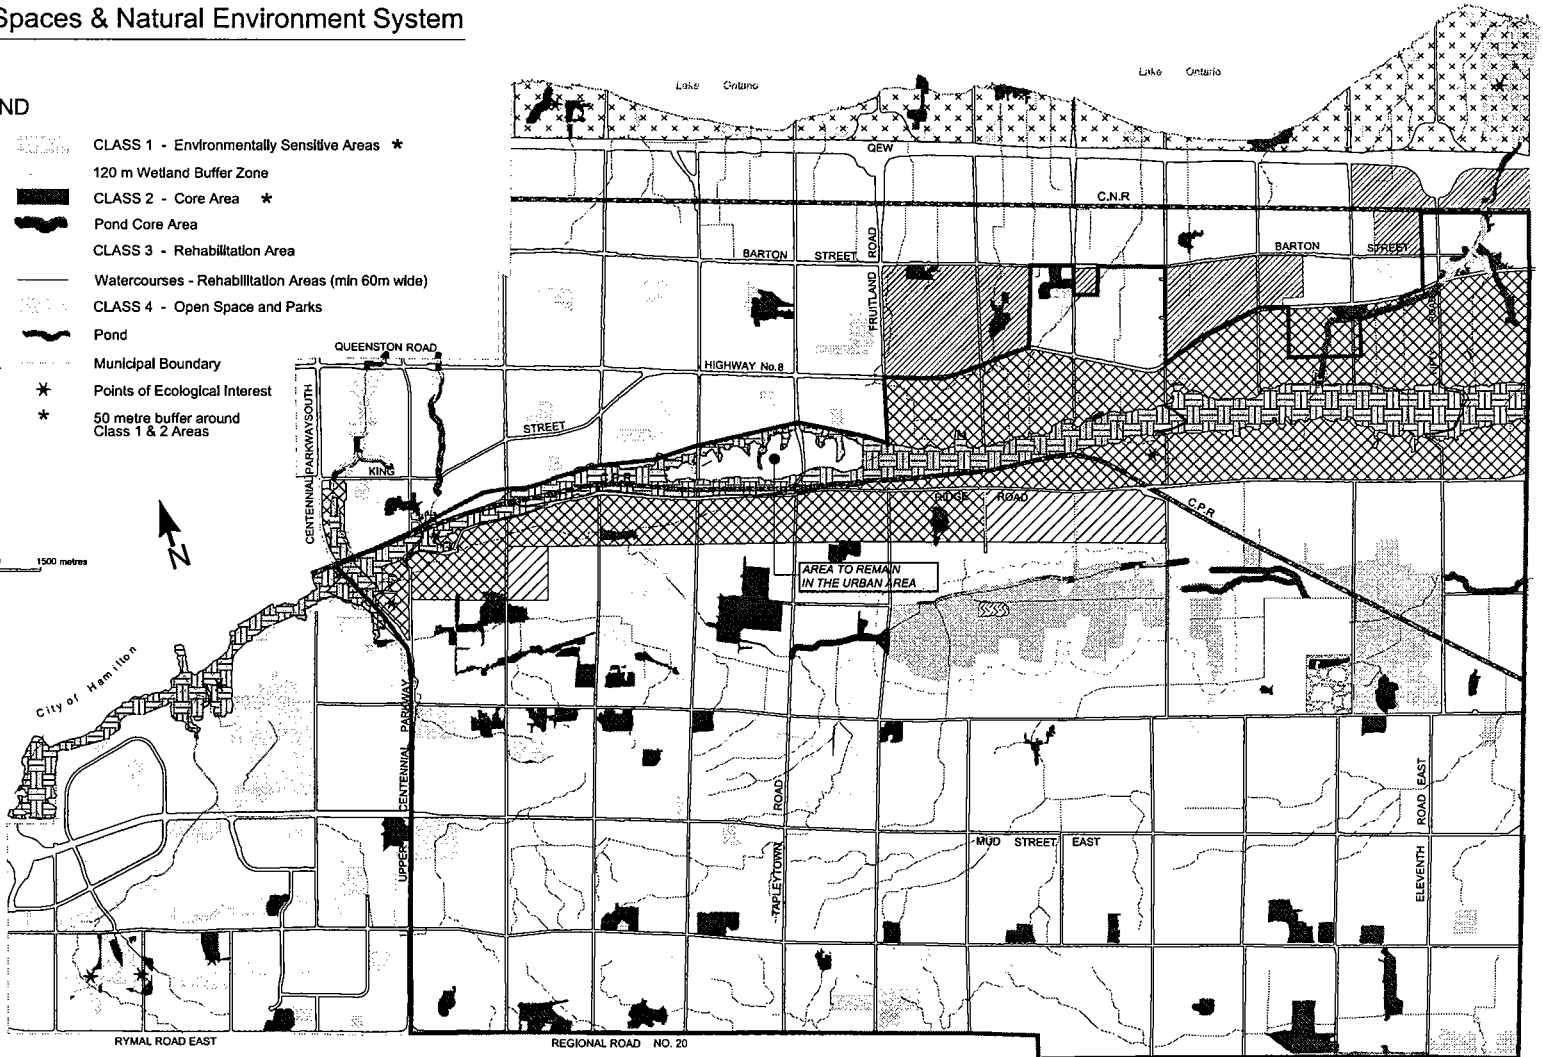 Spaces & Natural Environment System
ND
CLASS 1 - Environmentally Sensitive Areas *
120 m Wetland Buffer Zone
CLASS 2 - Core Area *
Pond Core Area
CLASS 3 - Rehabilitation Area
Watercourses - Rehabilitation Areas (min 60m wide)
CLASS 4 - Open Space and Parks
Pond
Municipal Boundary
Points of Ecological Interest
50 metre buffer around
Class 1 & 2 Areas
1500 metres
N
Lake Ontario
Lake Ontario
QEW
C.N.R
BARTON STREET
BARTON STREET
FRUITLAND ROAD
QUEENSTON ROAD
HIGHWAY No.8
CENTENNIAL PARKWAY SOUTH
STREET
KING
RIDGE ROAD
C.P.R
AREA TO REMAIN
IN THE URBAN AREA
City of Hamilton
UPPER CENTENNIAL PARKWAY
TAPLEYTOWN ROAD
MUD STREET EAST
ELEVENTH ROAD EAST
RYMAL ROAD EAST
REGIONAL ROAD NO. 20